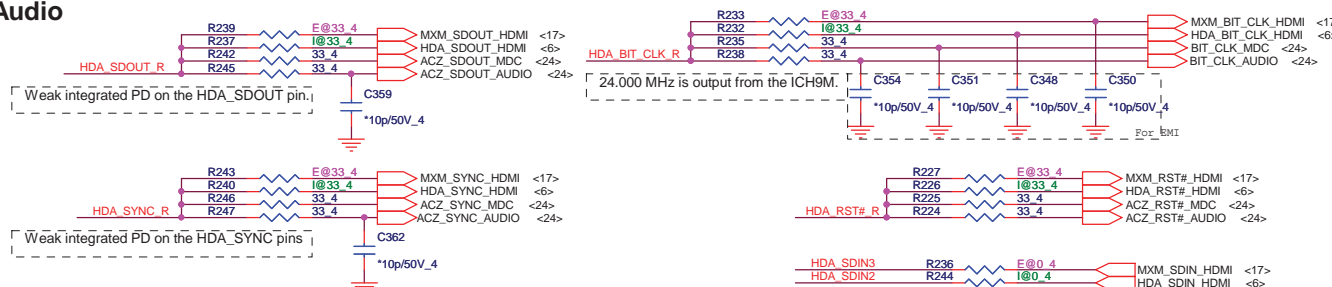 Audio
R239 E@33_4 MXM_SDOUT_HDMI <17>
R237 I@33_4 HDA_SDOUT_HDMI <6>
R242 33_4 ACZ_SDOUT_MDC <24>
HDA_SDOUT_R R245 33_4 ACZ_SDOUT_AUDIO <24>
Weak integrated PD on the HDA_SDOUT pin.
C359
*10p/50V_4
R233 E@33_4 MXM_BIT_CLK_HDMI
R232 I@33_4 HDA_BIT_CLK_HDMI
R235 33_4 BIT_CLK_MDC <24>
HDA_BIT_CLK_R R238 33_4 BIT_CLK_AUDIO <24>
24.000 MHz is output from the ICH9M.
C354 C351 C348 C350
*10p/50V_4 *10p/50V_4 *10p/50V_4 *10p/50V_4
For EMI
R243 E@33_4 MXM_SYNC_HDMI <17>
R240 I@33_4 HDA_SYNC_HDMI <6>
R246 33_4 ACZ_SYNC_MDC <24>
HDA_SYNC_R R247 33_4 ACZ_SYNC_AUDIO <24>
Weak integrated PD on the HDA_SYNC pins
C362
*10p/50V_4
R227 E@33_4 MXM_RST#_HDMI <17>
R226 I@33_4 HDA_RST#_HDMI <6>
R225 33_4 ACZ_RST#_MDC <24>
HDA_RST#_R R224 33_4 ACZ_RST#_AUDIO <24>
HDA_SDIN3 R236 E@0_4 MXM_SDIN_HDMI <17>
HDA_SDIN2 R244 I@0_4 HDA_SDIN_HDMI <6>